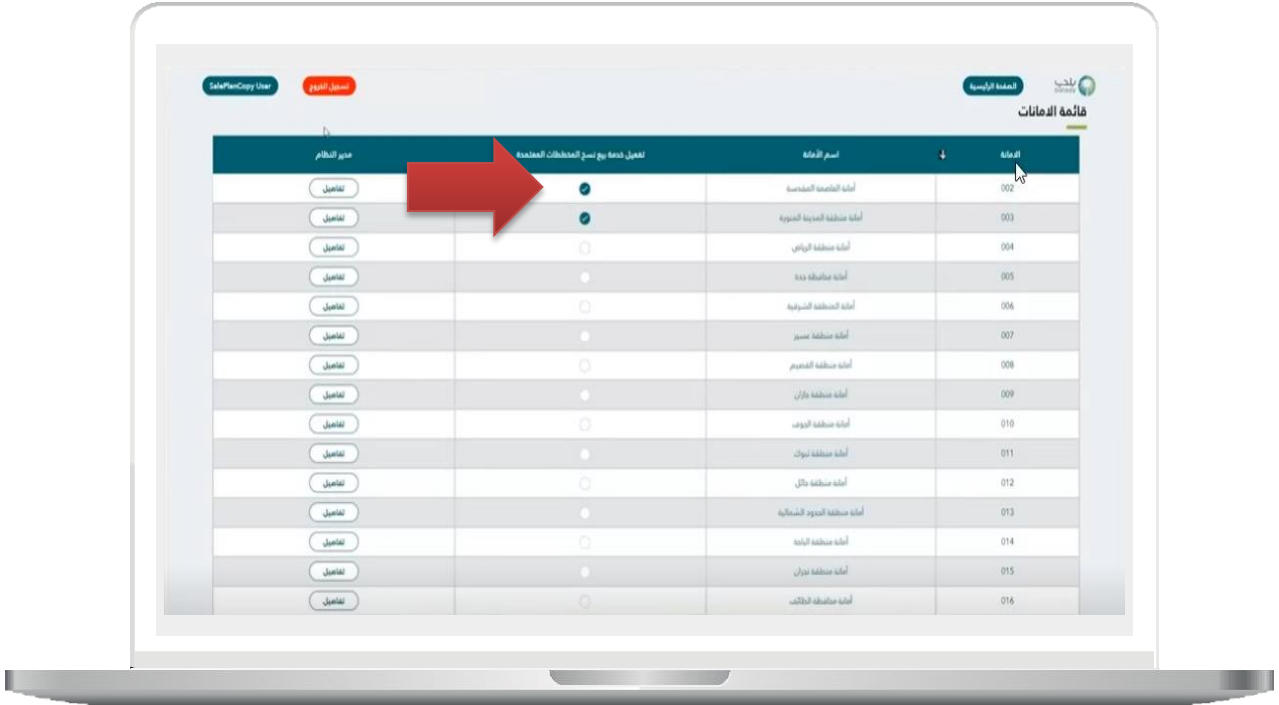 بلدي
Balady
الصفحة الرئيسية
تسجيل الخروج
SalePlanCopy User
قائمة الامانات
الامانة اسم الأمانة تفعيل خدمة بيع نسخ المخططات المعتمدة مدير النظام
002 أمانة العاصمة المقدسة تفاصيل
003 أمانة منطقة المدينة المنورة تفاصيل
004 أمانة منطقة الرياض تفاصيل
005 أمانة محافظة جدة تفاصيل
006 أمانة المنطقة الشرقية تفاصيل
007 أمانة منطقة عسير تفاصيل
008 أمانة منطقة القصيم تفاصيل
009 أمانة منطقة جازان تفاصيل
010 أمانة منطقة الجوف تفاصيل
011 أمانة منطقة تبوك تفاصيل
012 أمانة منطقة حائل تفاصيل
013 أمانة منطقة الحدود الشمالية تفاصيل
014 أمانة منطقة الباحة تفاصيل
015 أمانة منطقة نجران تفاصيل
016 أمانة محافظة الطائف تفاصيل